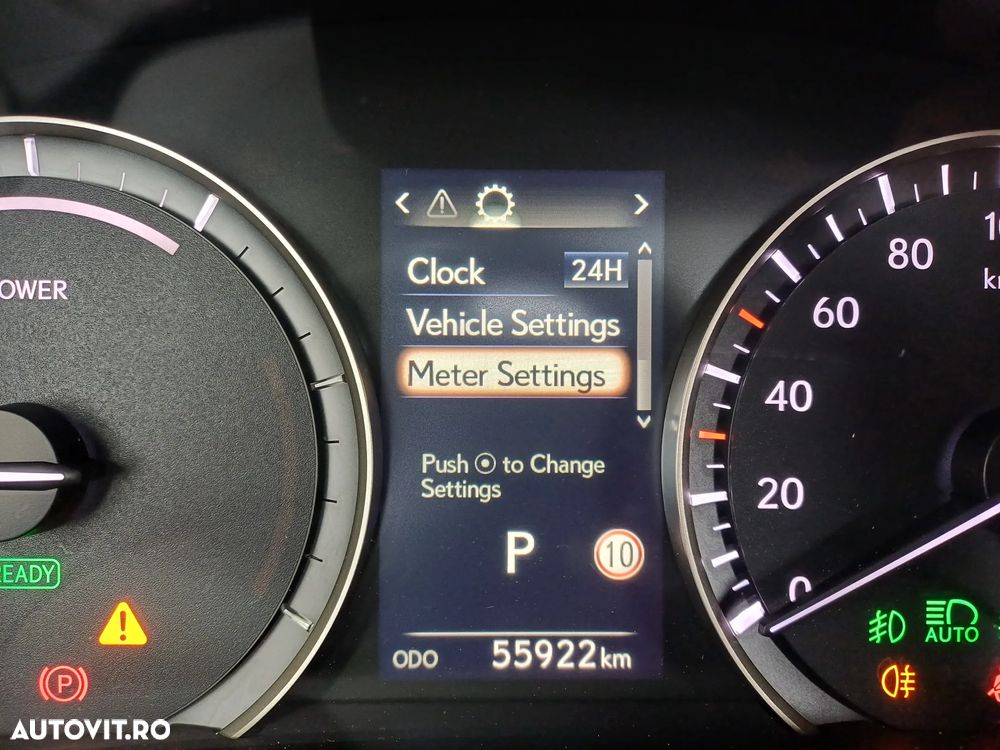 Clock 24H
Vehicle Settings
Meter Settings
Push to Change
Settings
P 10
ODO 55922km
OWER
READY
P
80
60
40
20
0
AUTO
AUTOVIT.RO